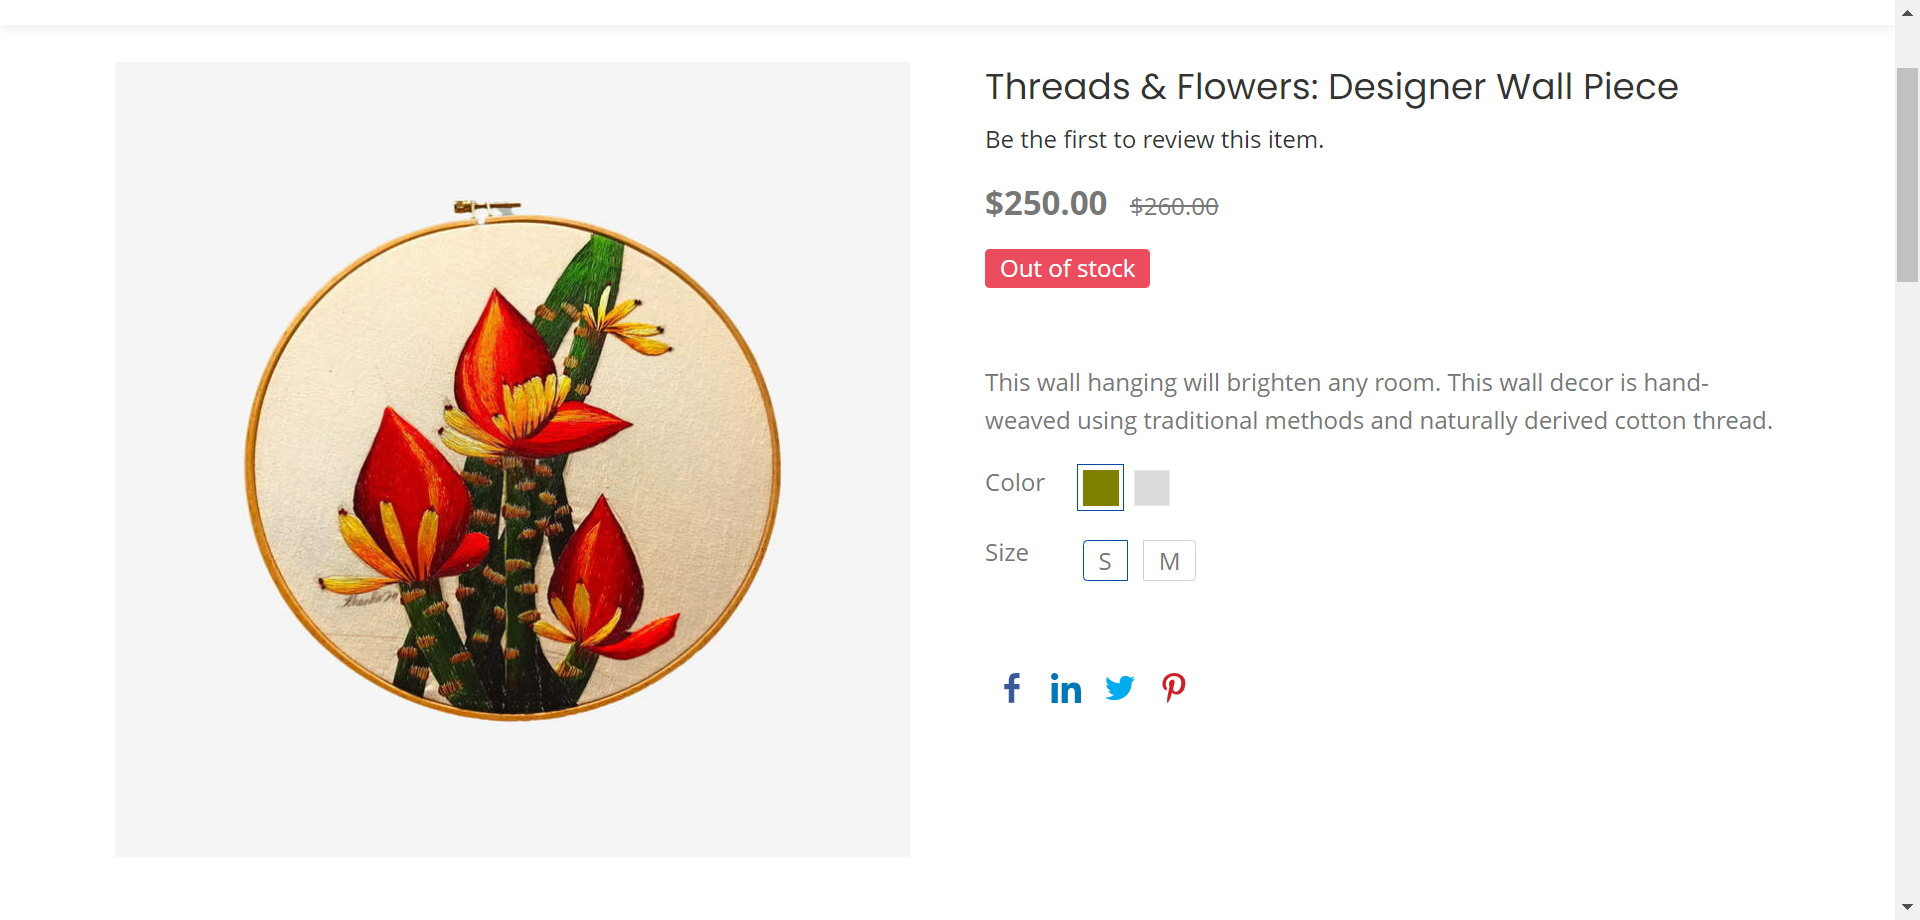 Threads & Flowers: Designer Wall Piece
Be the first to review this item.
$250.00 $260.00
Out of stock
This wall hanging will brighten any room. This wall decor is hand-
weaved using traditional methods and naturally derived cotton thread.
Color
Size S M